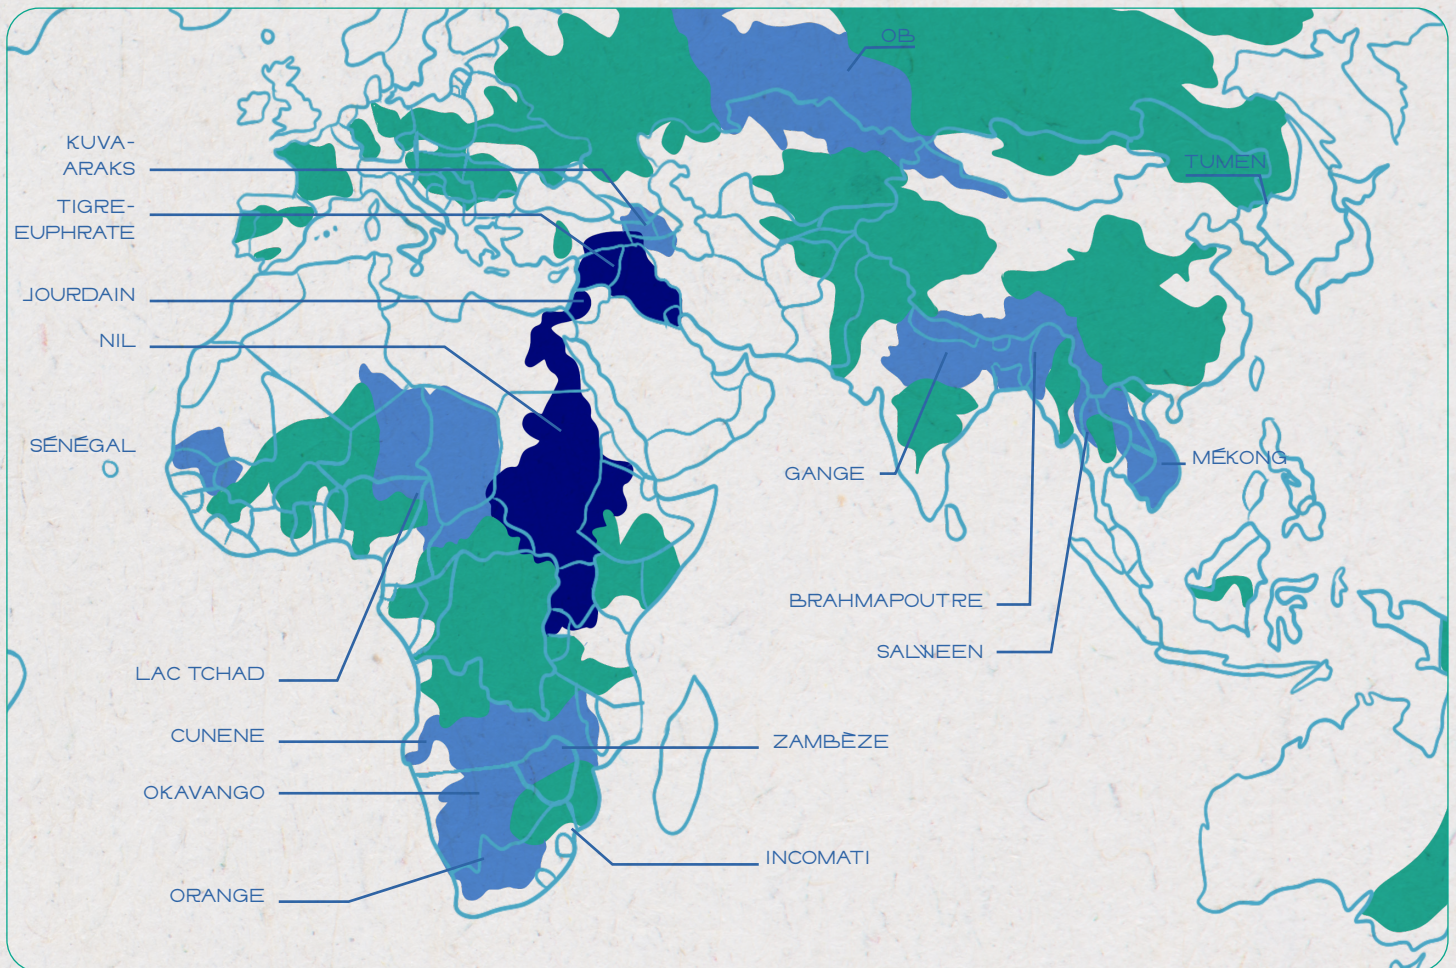 OB
KUVA-
ARAKS
TUMEN
TIGRE-
EUPHRATE
JOURDAIN
NIL
SÉNÉGAL
MÉKONG
GANGE
BRAHMAPOUTRE
SALWEEN
LAC TCHAD
CUNENE
ZAMBÈZE
OKAVANGO
INCOMATI
ORANGE